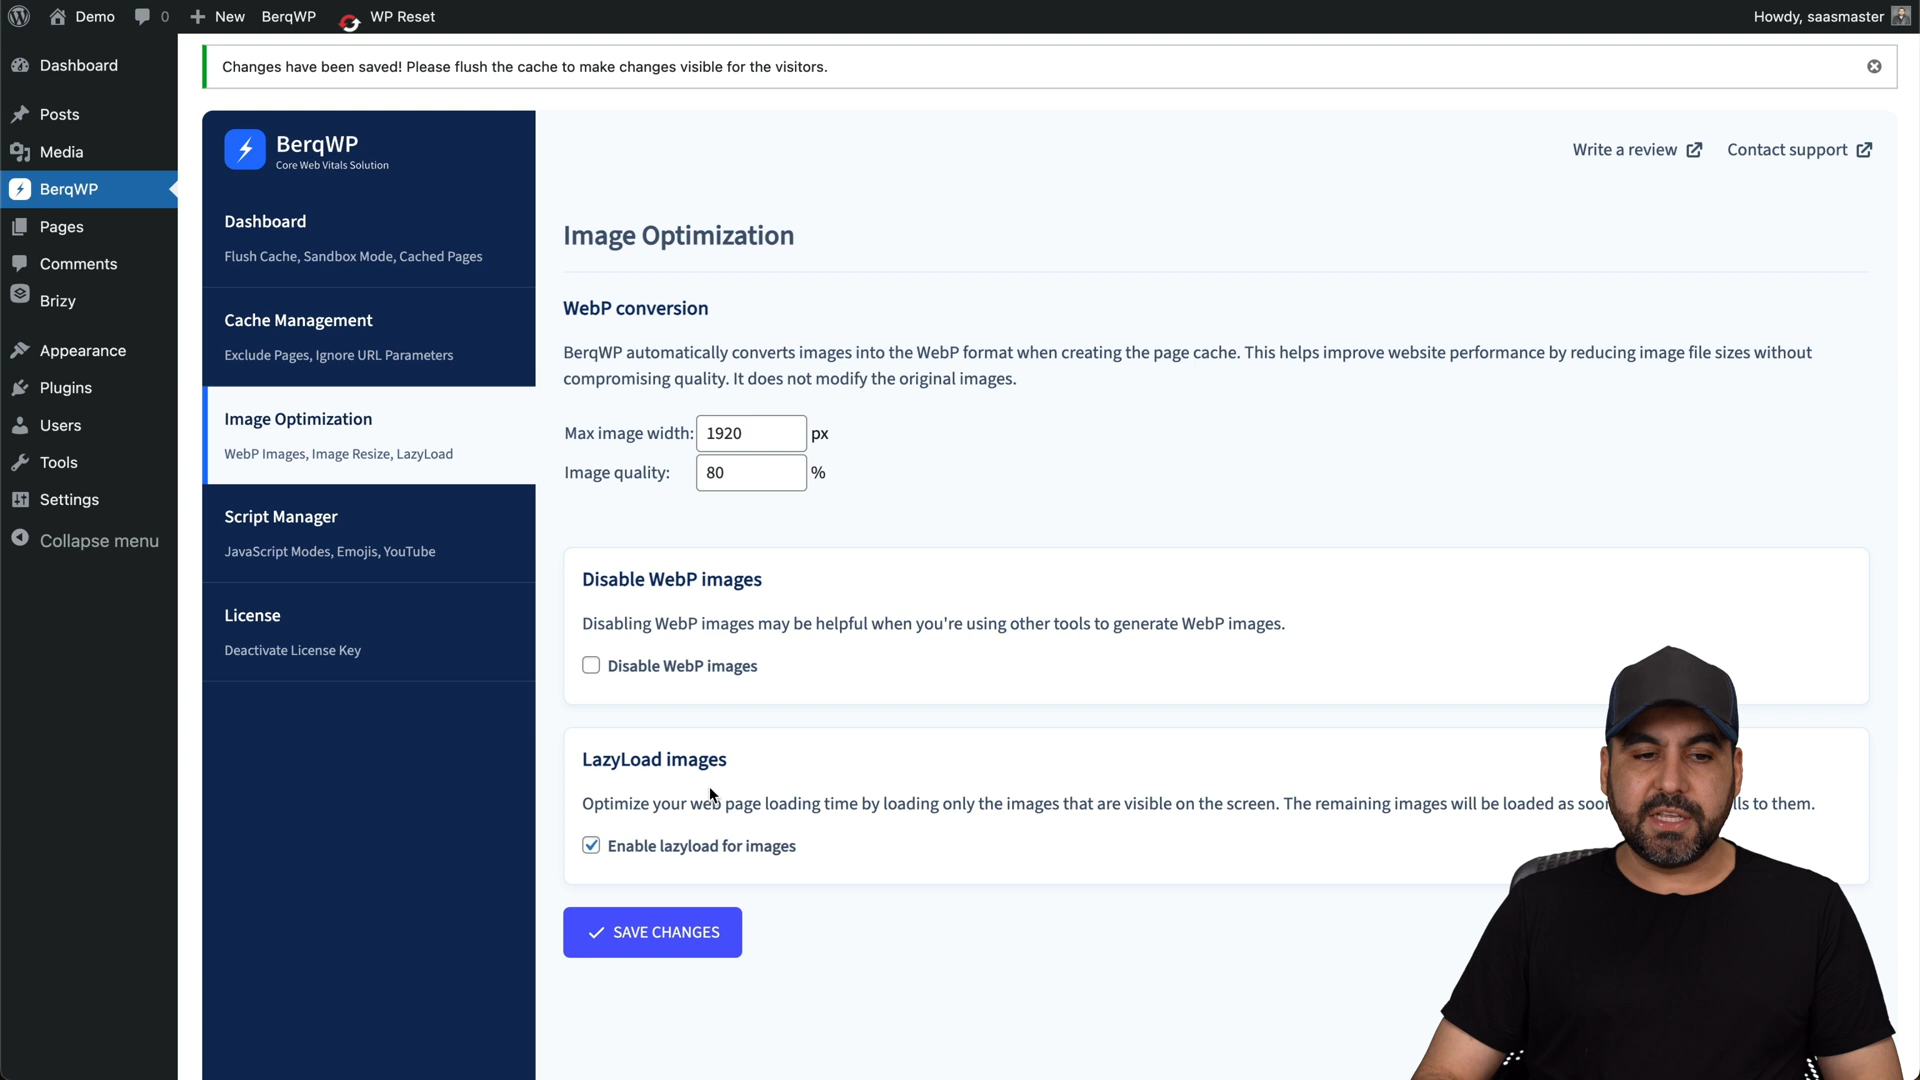 Demo
0
New
BerqWP
WP Reset
Howdy, saasmaster
Dashboard
Posts
Media
BerqWP
Pages
Comments
Brizy
Appearance
Plugins
Users
Tools
Settings
Collapse menu
Changes have been saved! Please flush the cache to make changes visible for the visitors.
BerqWP
Core Web Vitals Solution
Dashboard
Flush Cache, Sandbox Mode, Cached Pages
Cache Management
Exclude Pages, Ignore URL Parameters
Image Optimization
WebP Images, Image Resize, LazyLoad
Script Manager
JavaScript Modes, Emojis, YouTube
License
Deactivate License Key
Write a review
Contact support
Image Optimization
WebP conversion
BerqWP automatically converts images into the WebP format when creating the page cache. This helps improve website performance by reducing image file sizes without
compromising quality. It does not modify the original images.
Max image width: 1920 px
Image quality: 80 %
Disable WebP images
Disabling WebP images may be helpful when you're using other tools to generate WebP images.
Disable WebP images
LazyLoad images
Optimize your web page loading time by loading only the images that are visible on the screen. The remaining images will be loaded as to them.
Enable lazyload for images
SAVE CHANGES